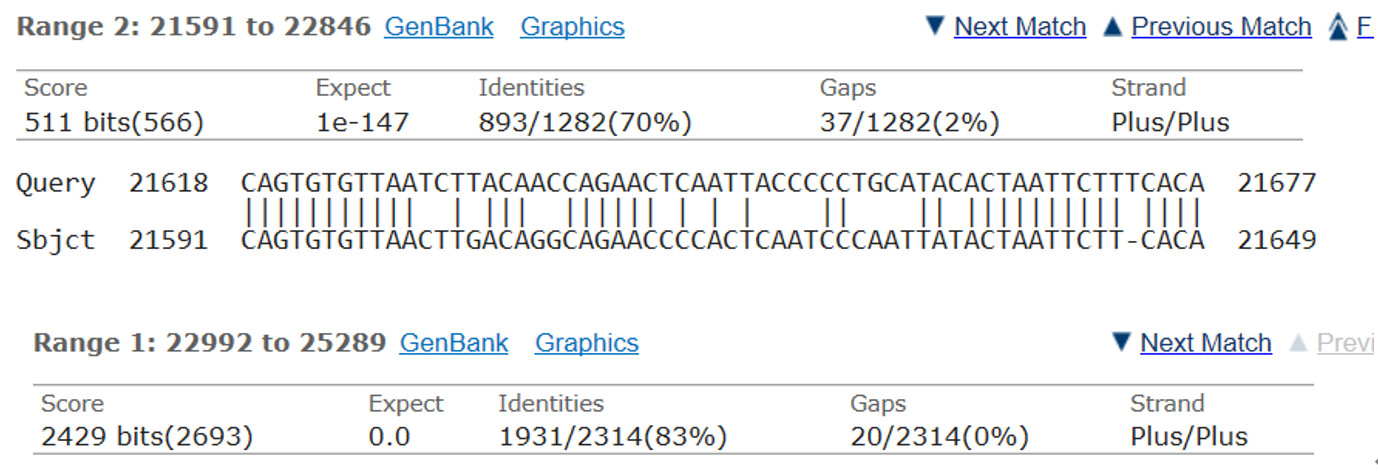 Range 2: 21591 to 22846 GenBank Graphics ▼ Next Match ▲ Previous Match F
Score Expect Identities Gaps Strand
511 bits(566) 1e-147 893/1282(70%) 37/1282(2%) Plus/Plus
Query 21618 CAGTGTGTTAATCTTACAACCAGAACTCAATTACCCCCTGCATACACTAATTCTTTCACA 21677
||||||||||| | ||| |||||| | | | || || |||||||||| ||||
Sbjct 21591 CAGTGTGTTAACTTGACAGGCAGAACCCCACTCAATCCCAATTATACTAATTCTT-CACA 21649
Range 1: 22992 to 25289 GenBank Graphics ▼ Next Match ▲ Previ
Score Expect Identities Gaps Strand
2429 bits(2693) 0.0 1931/2314(83%) 20/2314(0%) Plus/Plus